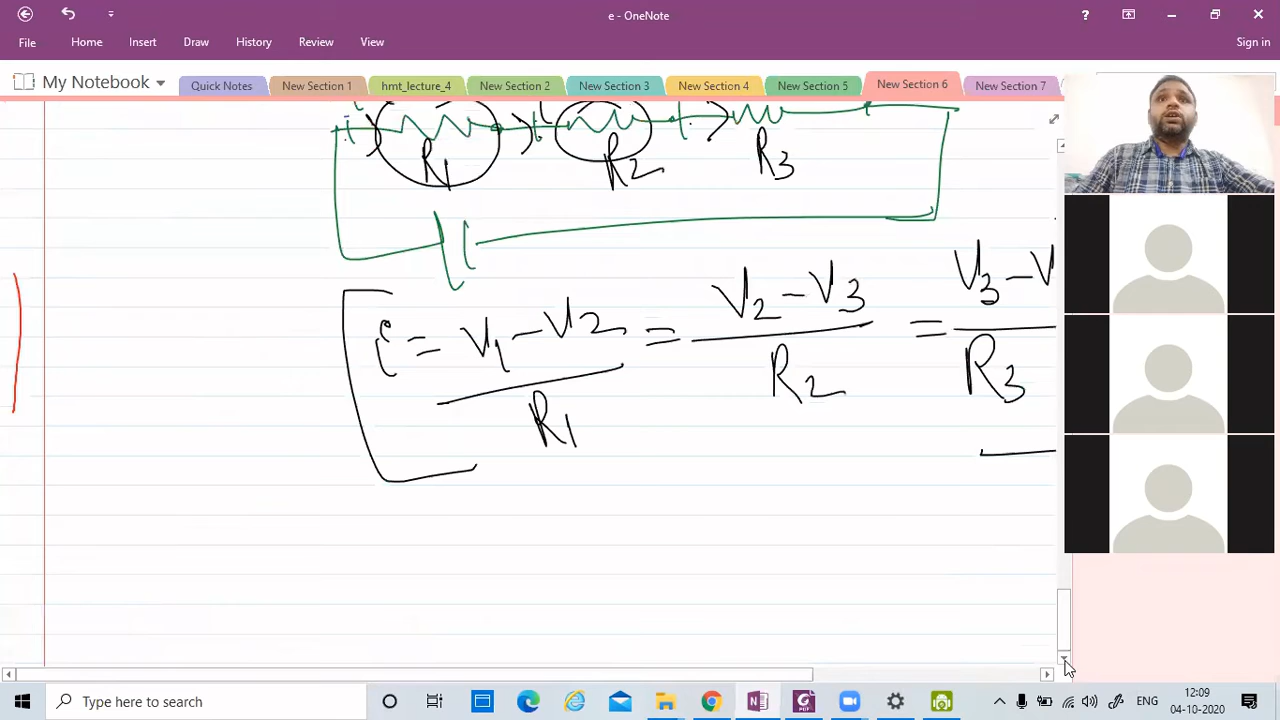 e - OneNote
File Home Insert Draw History Review View
Sign in
My Notebook
Quick Notes New Section 1 hmt_lecture_4 New Section 2 New Section 3 New Section 4 New Section 5 New Section 6 New Section 7
R1 R2 R3
i = V1 - V2 = V2 - V3 = V3 - V
R1 R2 R3
Type here to search
ENG
2:09
04-10-2020